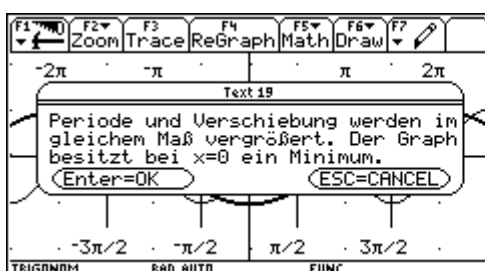 F1 F2 Zoom F3 Trace F4 ReGraph F5 Math F6 Draw F7
-2π -π π 2π
Text 19
Periode und Verschiebung werden im
gleichem Maß vergrößert. Der Graph
besitzt bei x=0 ein Minimum.
Enter=OK ESC=CANCEL
-3π/2 -π/2 π/2 3π/2
TRIGONOM RAD AUTO FUNC